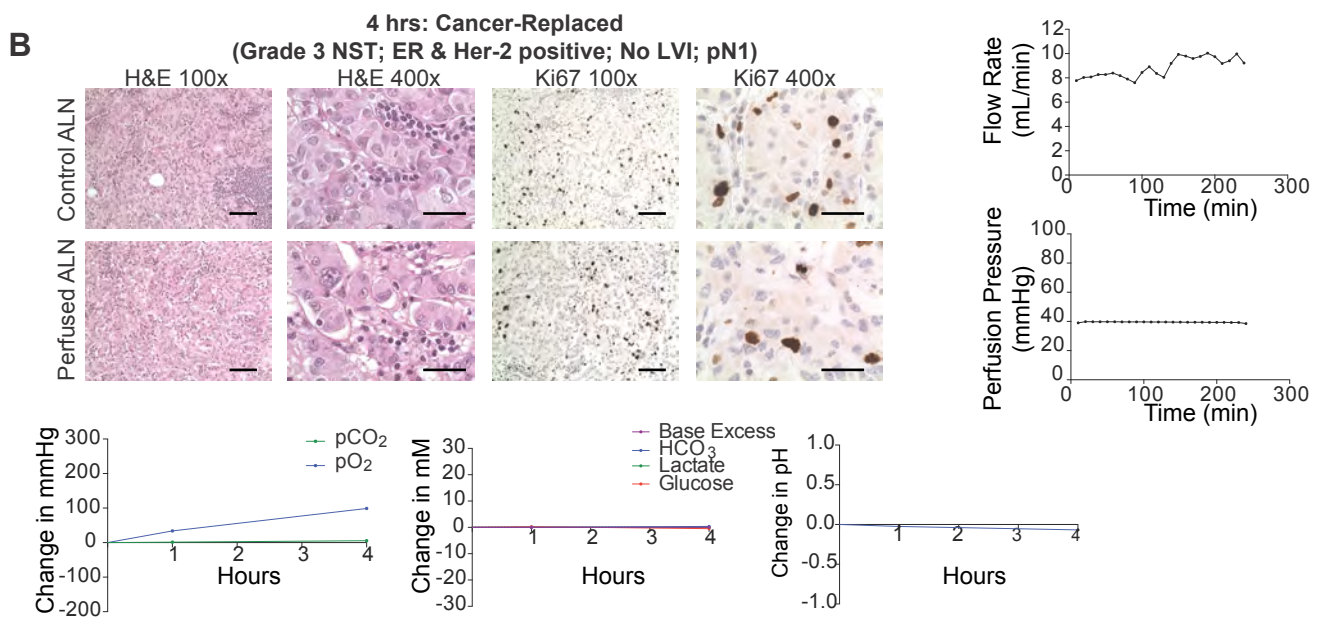 B
4 hrs: Cancer-Replaced
(Grade 3 NST; ER & Her-2 positive; No LVI; pN1)
H&E 100x H&E 400x Ki67 100x Ki67 400x
Control ALN
Perfused ALN
Flow Rate
(mL/min)
12
10
8
6
4
2
0
0 100 200 300
Time (min)
Perfusion Pressure
(mmHg)
100
80
60
40
20
0
0 100 200 300
Time (min)
Change in mmHg
300
200
100
0
-100
-200
1 2 3 4
Hours
pCO2
pO2
Change in mM
30
20
10
0
-10
-20
-30
1 2 3 4
Hours
Base Excess
HCO3
Lactate
Glucose
Change in pH
1.0
0.5
0.0
-0.5
-1.0
1 2 3 4
Hours